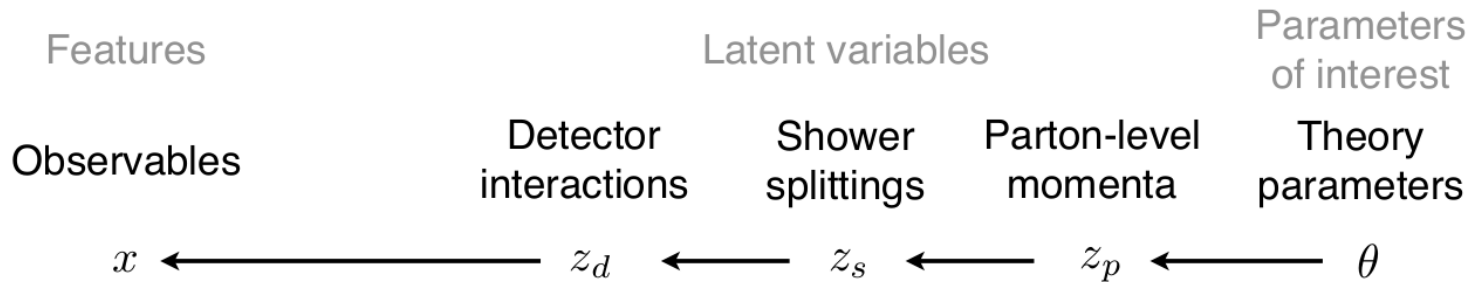 Features
Latent variables
Parameters
of interest
Observables
Detector
interactions
Shower
splittings
Parton-level
momenta
Theory
parameters
x ← z_d ← z_s ← z_p ← θ